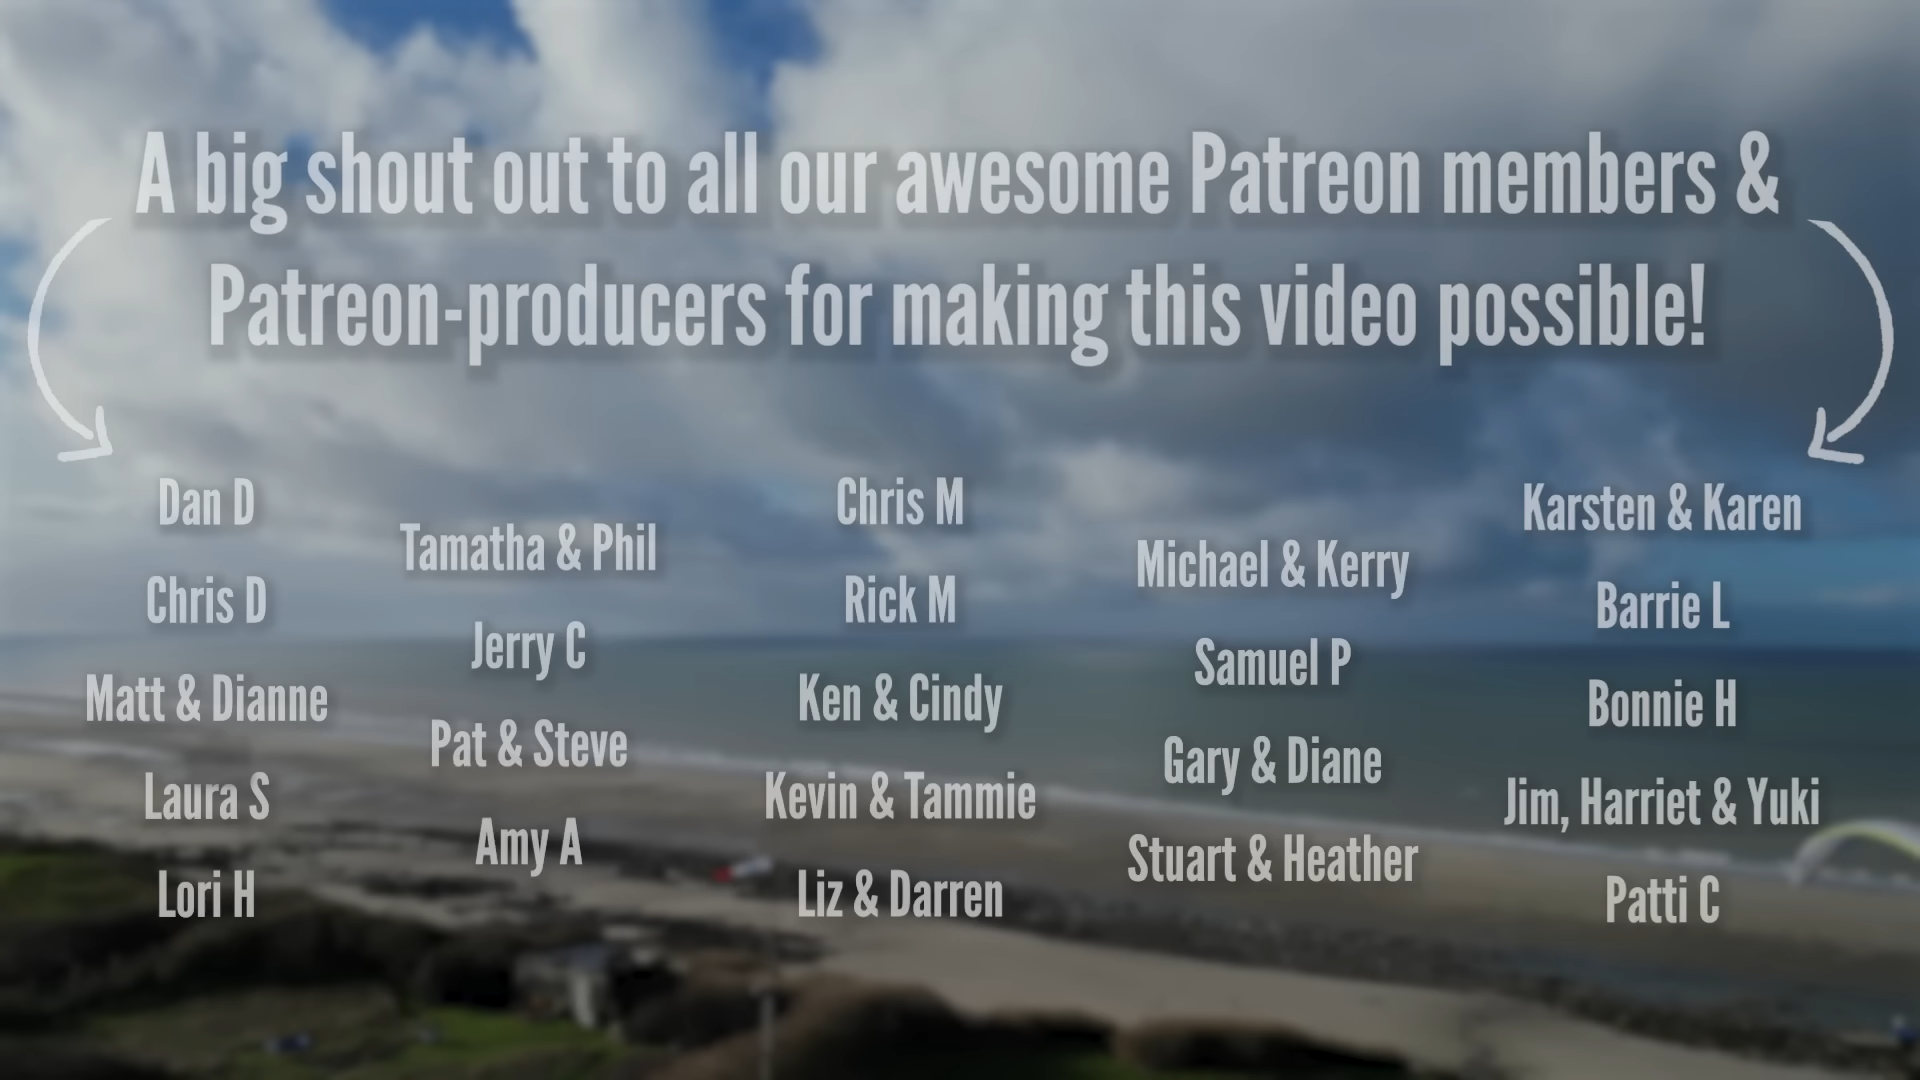 A big shout out to all our awesome Patreon members &
Patreon-producers for making this video possible!
Dan D
Chris D
Matt & Dianne
Laura S
Lori H
Tamatha & Phil
Jerry C
Pat & Steve
Amy A
Chris M
Rick M
Ken & Cindy
Kevin & Tammie
Liz & Darren
Michael & Kerry
Samuel P
Gary & Diane
Stuart & Heather
Karsten & Karen
Barrie L
Bonnie H
Jim, Harriet & Yuki
Patti C